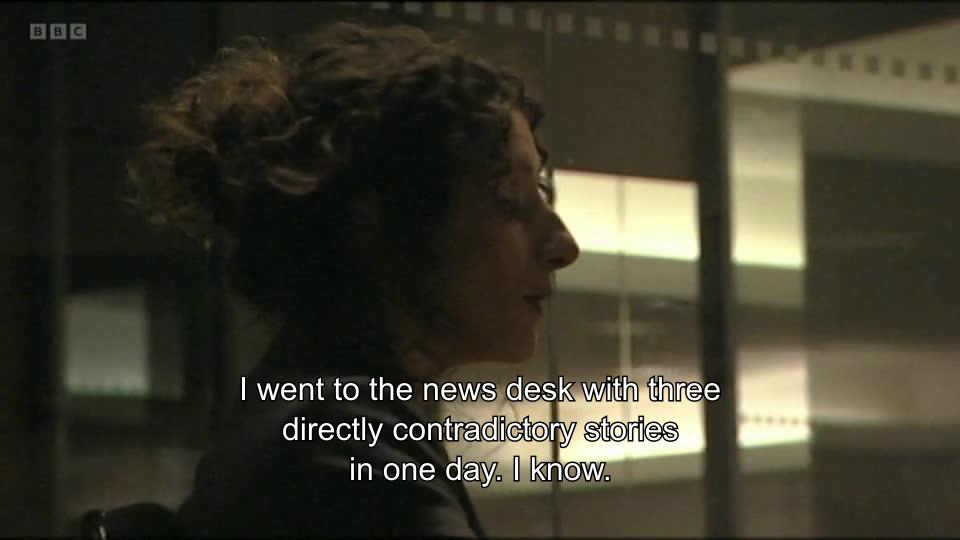 BBC
I went to the news desk with three
directly contradictory stories
in one day. I know.